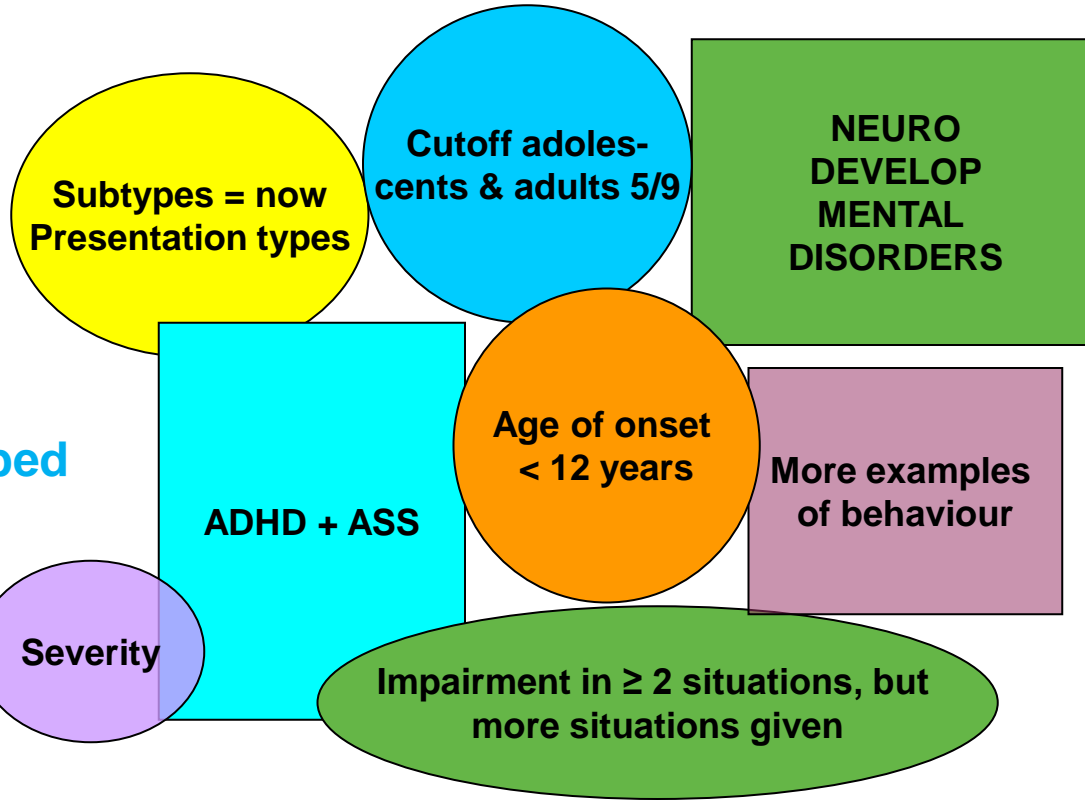 Cutoff adoles-
cents & adults 5/9
NEURO
DEVELOP
MENTAL
DISORDERS
Subtypes = now
Presentation types
Age of onset
< 12 years
More examples
of behaviour
ADHD + ASS
Severity
Impairment in ≥ 2 situations, but
more situations given